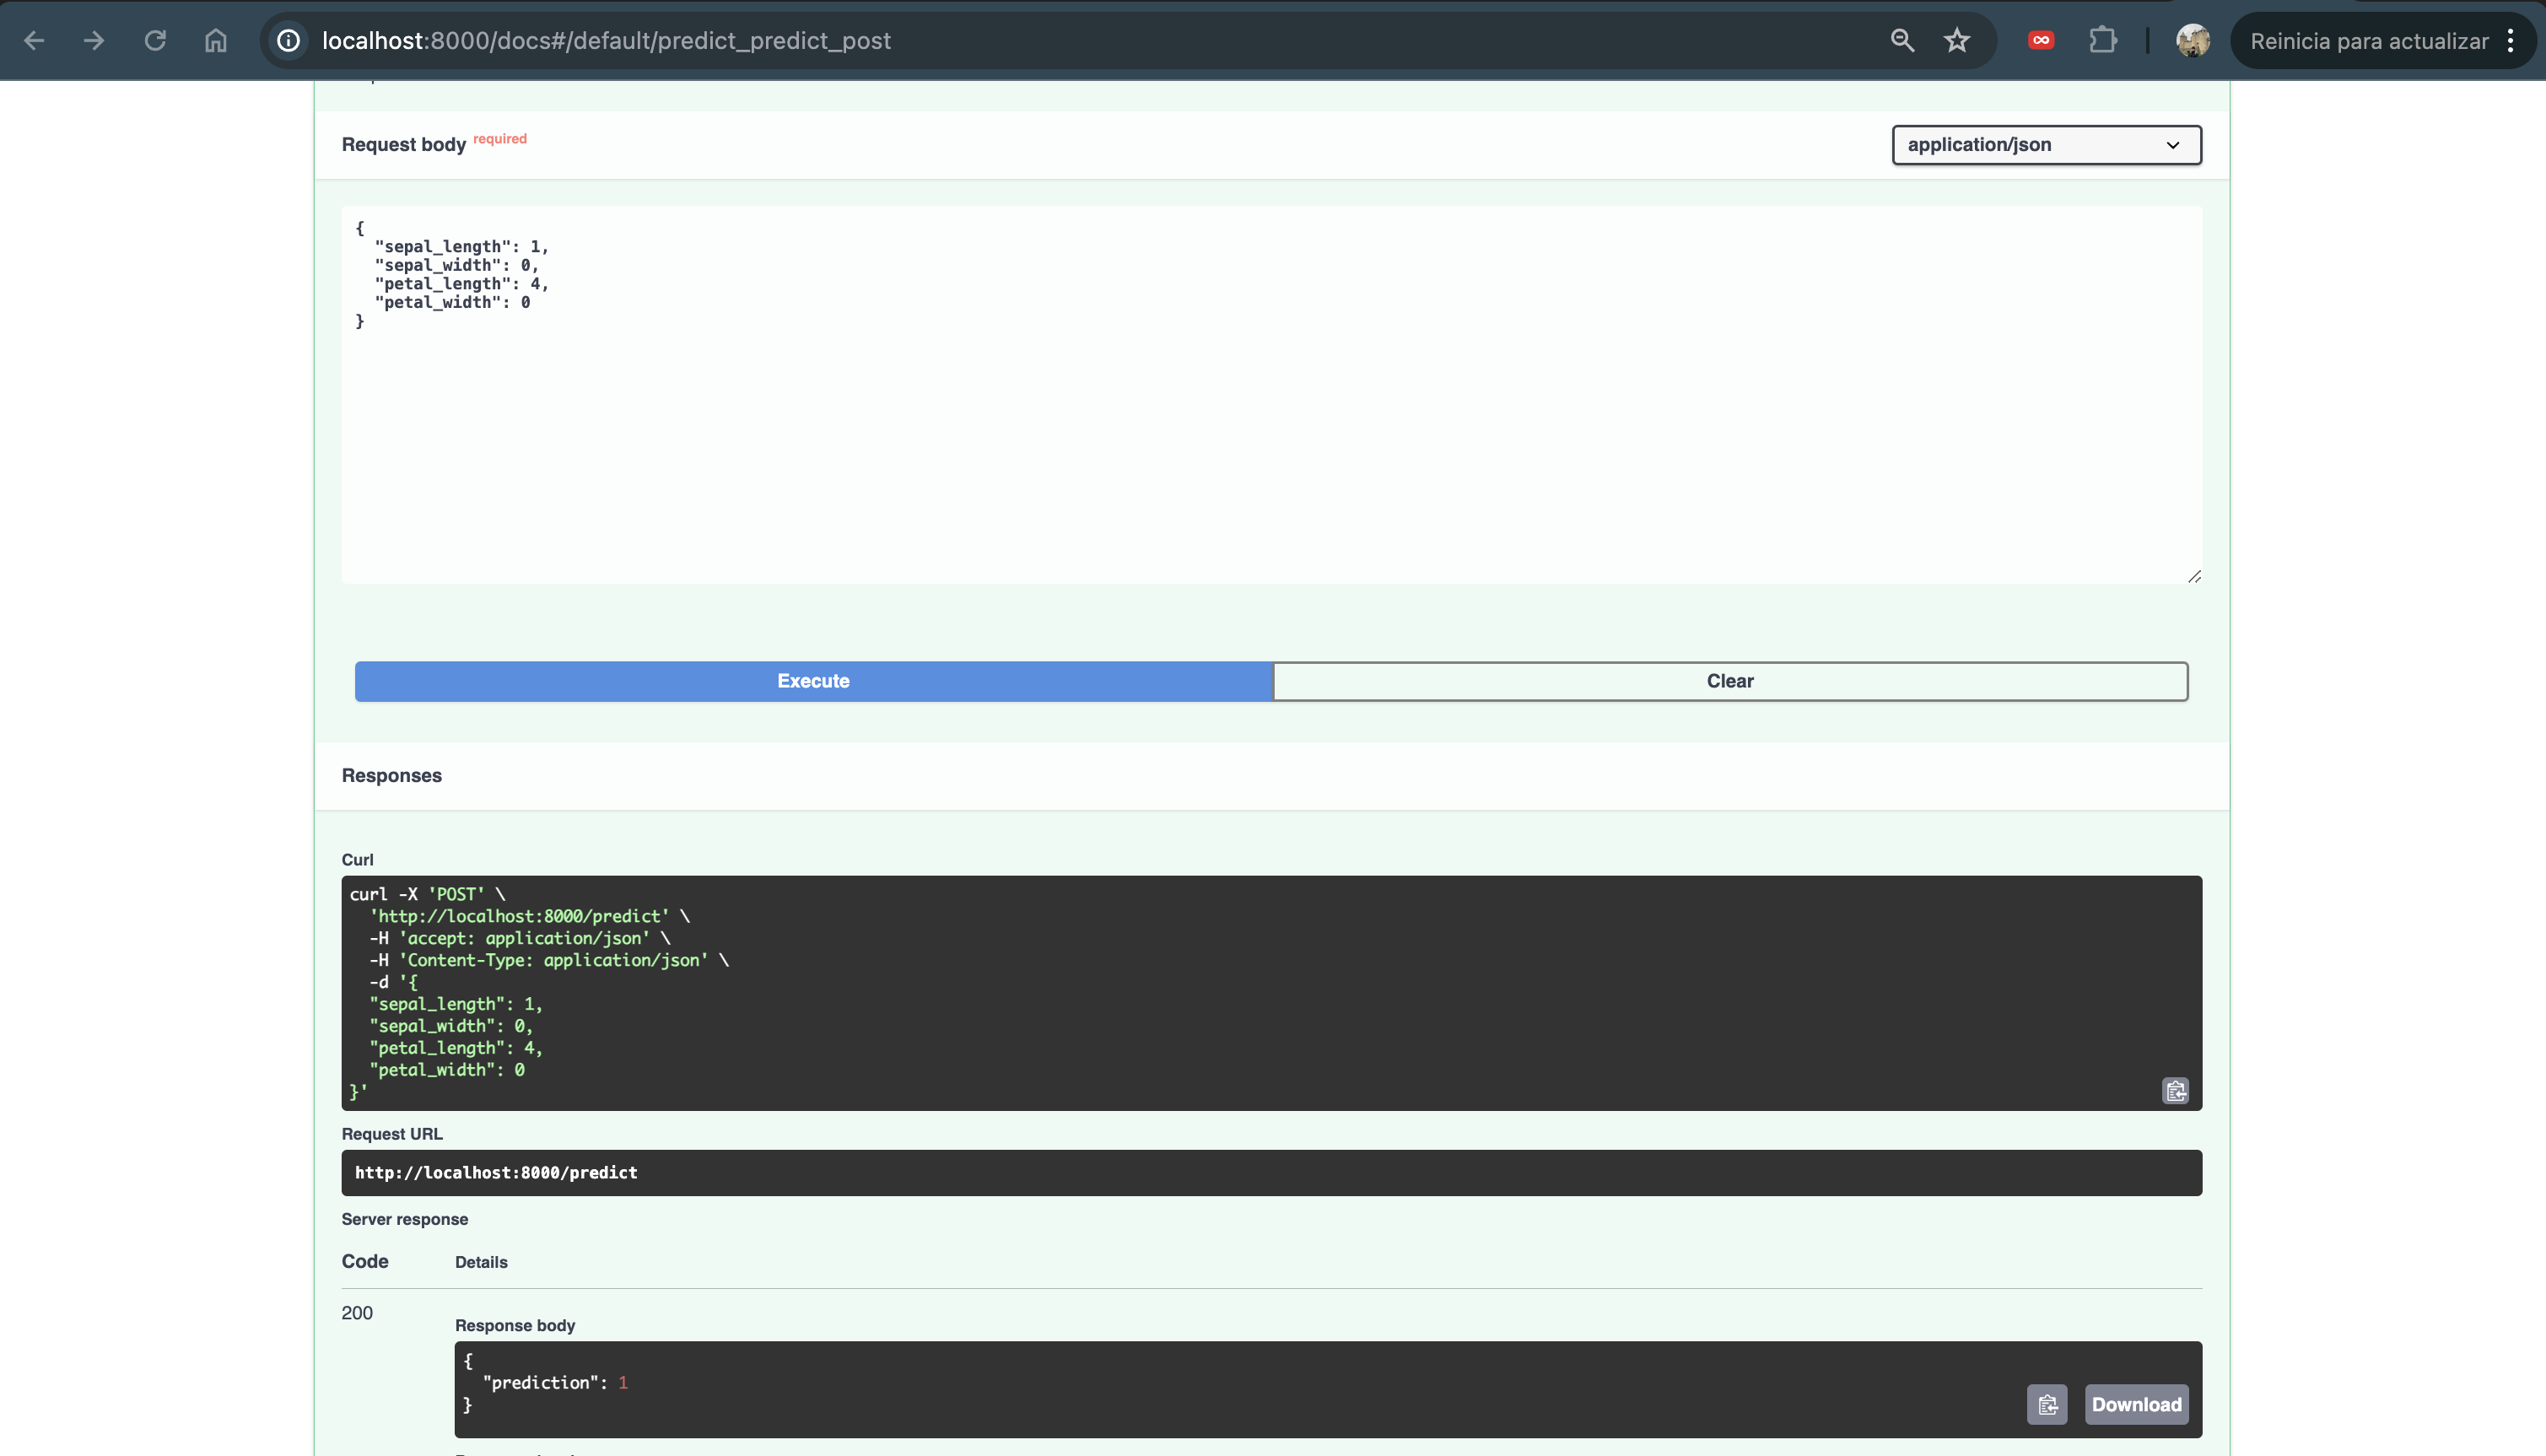 localhost:8000/docs#/default/predict_predict_post
Reinicia para actualizar
Request body required
application/json
{
  "sepal_length": 1,
  "sepal_width": 0,
  "petal_length": 4,
  "petal_width": 0
}
Execute
Clear
Responses
Curl
curl -X 'POST' \
  'http://localhost:8000/predict' \
  -H 'accept: application/json' \
  -H 'Content-Type: application/json' \
  -d '{
  "sepal_length": 1,
  "sepal_width": 0,
  "petal_length": 4,
  "petal_width": 0
}'
Request URL
http://localhost:8000/predict
Server response
Code Details
200
Response body
{
  "prediction": 1
}
Download